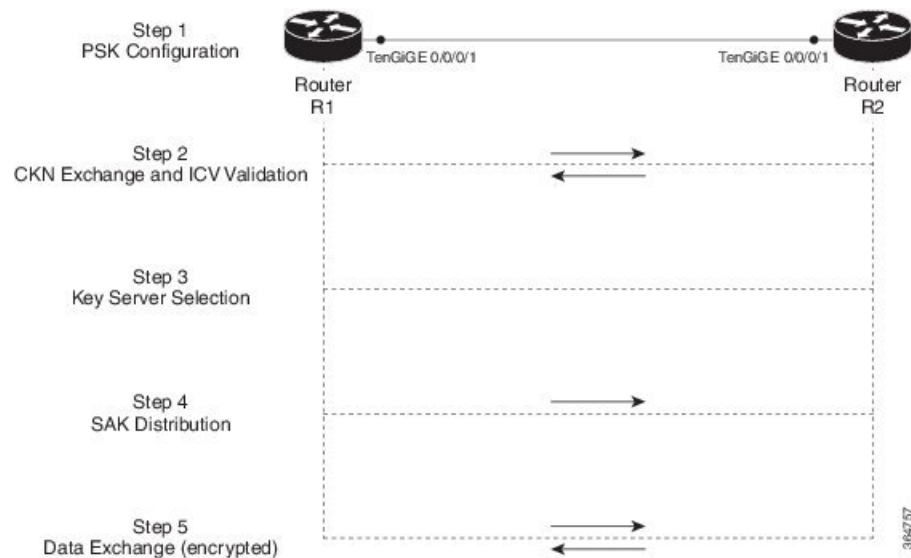 Step 1
PSK Configuration
TenGiGE 0/0/0/1
TenGiGE 0/0/0/1
Router
R1
Router
R2
Step 2
CKN Exchange and ICV Validation
Step 3
Key Server Selection
Step 4
SAK Distribution
Step 5
Data Exchange (encrypted)
364757